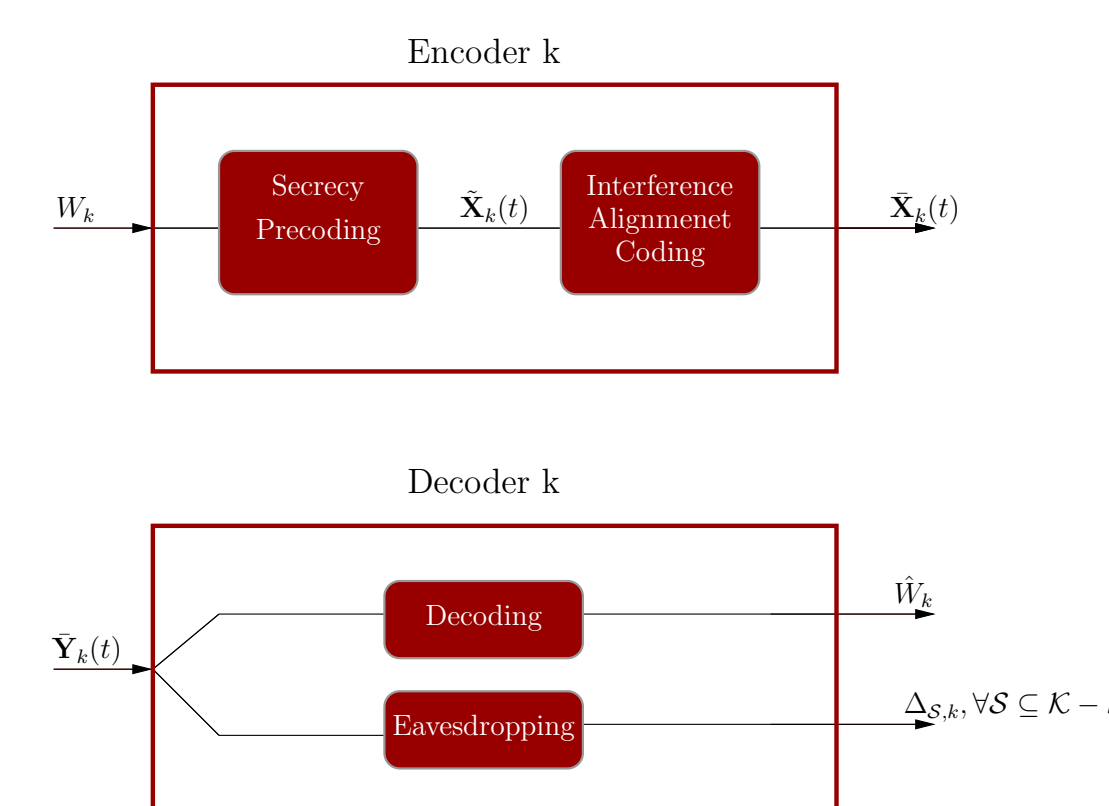 Encoder k
W_k
Secrecy
Precoding
X̃_k(t)
Interference
Alignmenet
Coding
X̄_k(t)
Decoder k
Ȳ_k(t)
Decoding
Ŵ_k
Eavesdropping
Δ_{𝒮,k}, ∀𝒮 ⊆ 𝒦 −